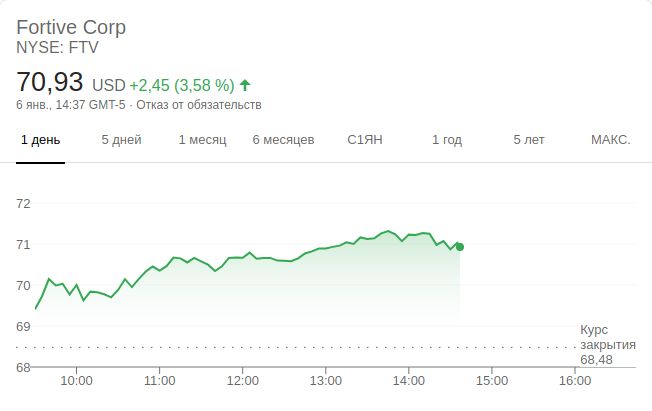 Fortive Corp
NYSE: FTV
70,93 USD +2,45 (3,58 %)
6 янв., 14:37 GMT-5 · Отказ от обязательств
1 день 5 дней 1 месяц 6 месяцев С1ЯН 1 год 5 лет МАКС.
72
71
70
69
Курс
закрытия
68,48
68
10:00 11:00 12:00 13:00 14:00 15:00 16:00